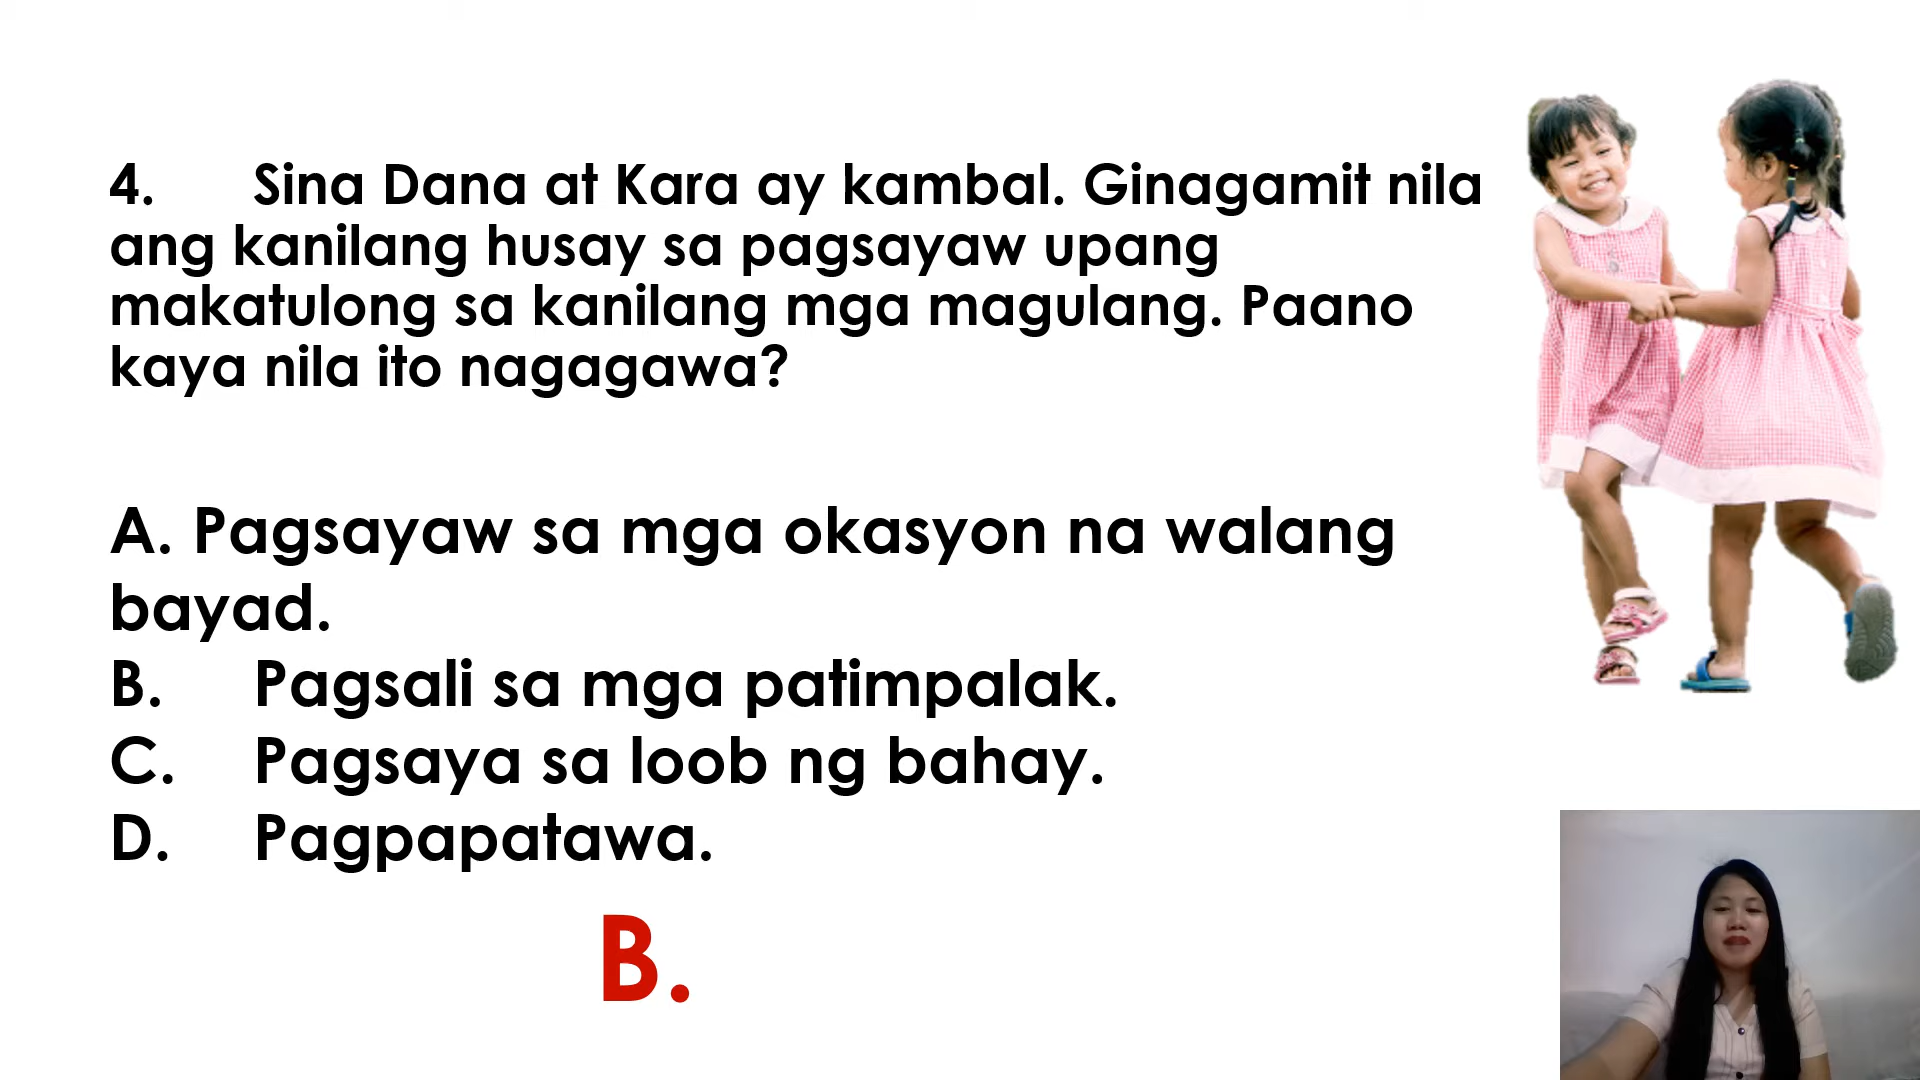 4. Sina Dana at Kara ay kambal. Ginagamit nila
ang kanilang husay sa pagsayaw upang
makatulong sa kanilang mga magulang. Paano
kaya nila ito nagagawa?
A. Pagsayaw sa mga okasyon na walang
bayad.
B. Pagsali sa mga patimpalak.
C. Pagsaya sa loob ng bahay.
D. Pagpapatawa.
B.